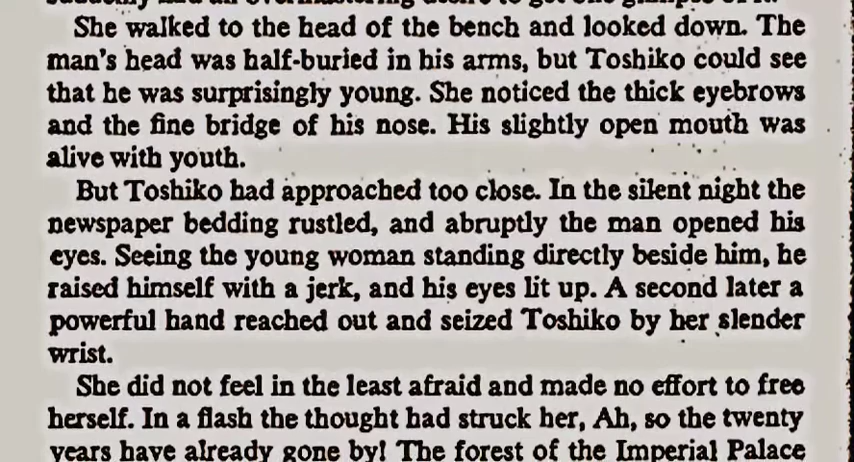 She walked to the head of the bench and looked down. The
man's head was half-buried in his arms, but Toshiko could see
that he was surprisingly young. She noticed the thick eyebrows
and the fine bridge of his nose. His slightly open mouth was
alive with youth.
But Toshiko had approached too close. In the silent night the
newspaper bedding rustled, and abruptly the man opened his
eyes. Seeing the young woman standing directly beside him, he
raised himself with a jerk, and his eyes lit up. A second later a
powerful hand reached out and seized Toshiko by her slender
wrist.
She did not feel in the least afraid and made no effort to free
herself. In a flash the thought had struck her, Ah, so the twenty
years have already gone by! The forest of the Imperial Palace